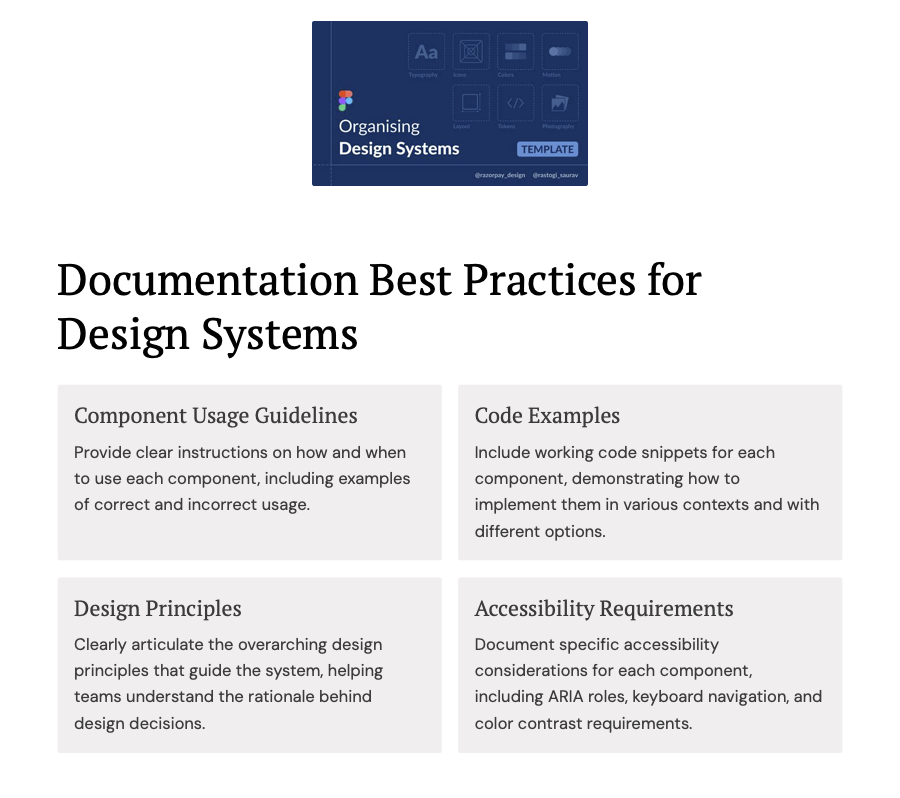 Aa
Typography Icons Colors Motion
Layout Tokens Photography
Organising
Design Systems
TEMPLATE
@razorpay_design @rastogi_saurav
Documentation Best Practices for
Design Systems
Component Usage Guidelines
Provide clear instructions on how and when
to use each component, including examples
of correct and incorrect usage.
Code Examples
Include working code snippets for each
component, demonstrating how to
implement them in various contexts and with
different options.
Design Principles
Clearly articulate the overarching design
principles that guide the system, helping
teams understand the rationale behind
design decisions.
Accessibility Requirements
Document specific accessibility
considerations for each component,
including ARIA roles, keyboard navigation, and
color contrast requirements.